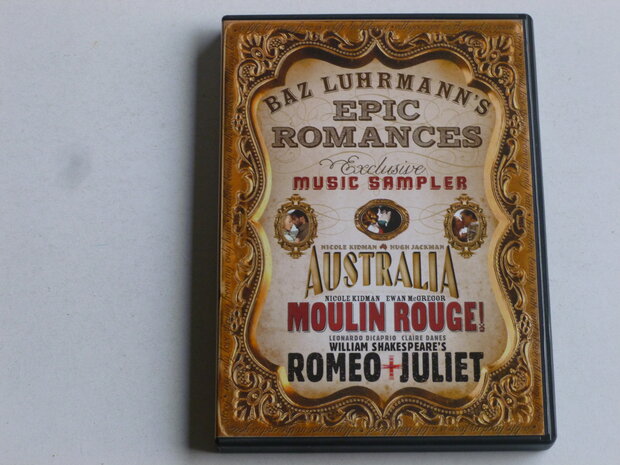 BAZ LUHRMANN'S
EPIC
ROMANCES
Exclusive
MUSIC SAMPLER
NICOLE KIDMAN HUGH JACKMAN
AUSTRALIA
NICOLE KIDMAN EWAN McGREGOR
MOULIN ROUGE!
LEONARDO DICAPRIO CLAIRE DANES
WILLIAM SHAKESPEARE'S
ROMEO+JULIET